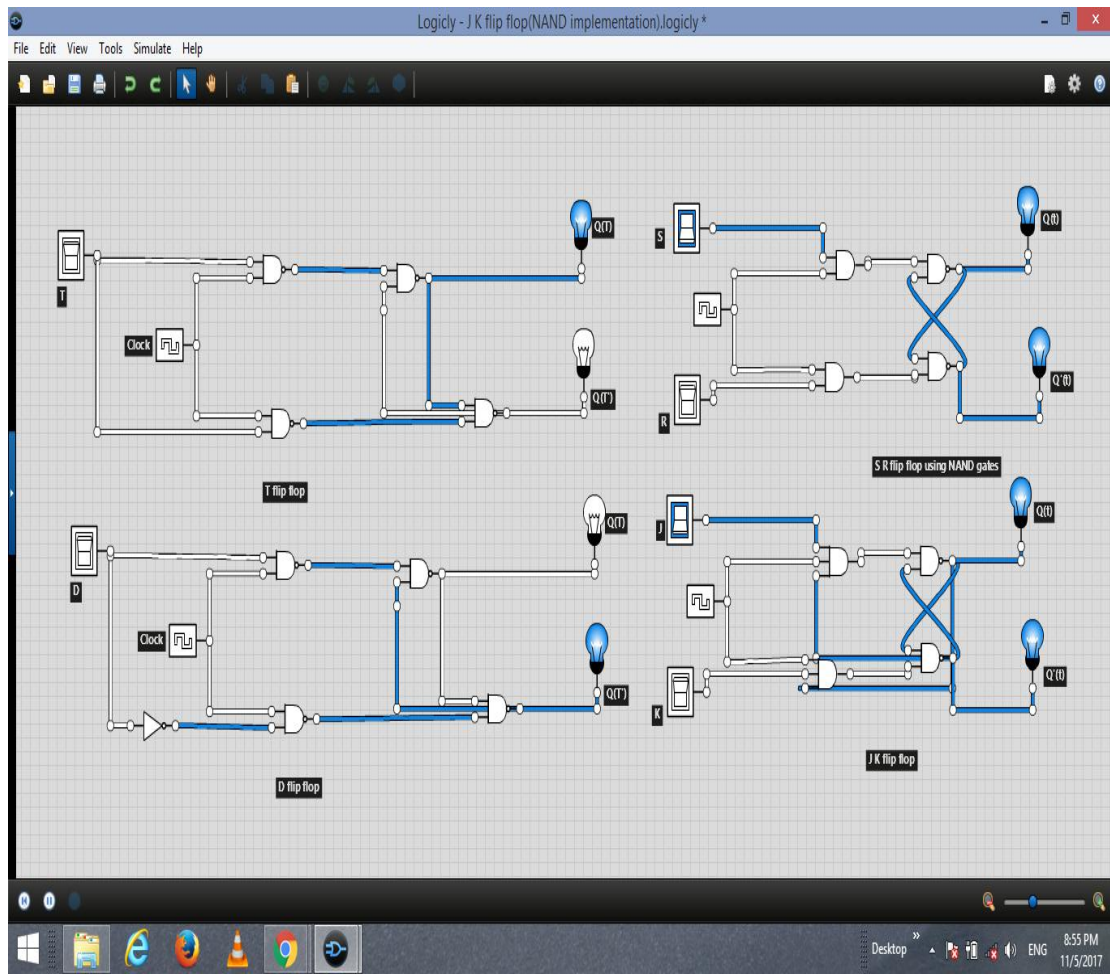 Logicly - J K flip flop(NAND implementation).logicly *
File Edit View Tools Simulate Help
Q(T)
T
Clock
Q(T')
T flip flop
S
Q(t)
R
Q'(t)
S R flip flop using NAND gates
D
Q(T)
Clock
Q(T')
D flip flop
J
Q(t)
K
Q'(t)
J K flip flop
Desktop
ENG
8:55 PM
11/5/2017